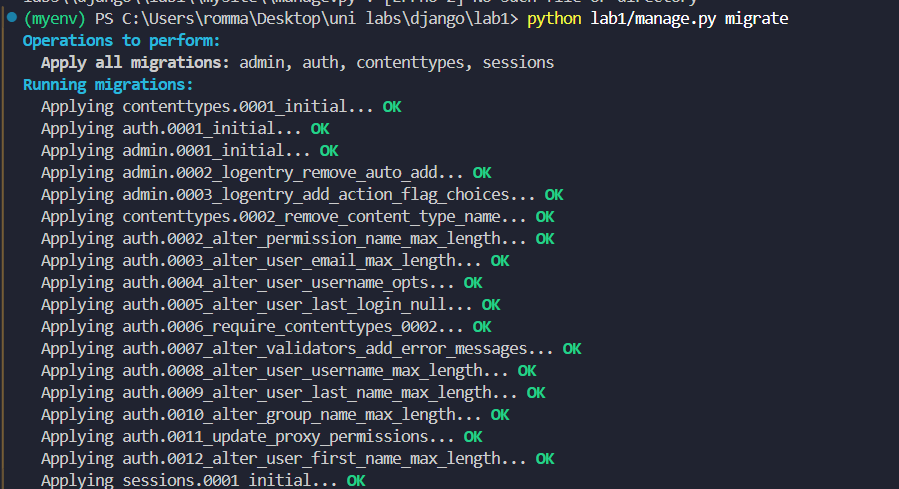 labs\\django\\lab1\\mysite\\manage.py': [Errno 2] No such file or directory
(myenv) PS C:\Users\romma\Desktop\uni labs\django\lab1> python lab1/manage.py migrate
Operations to perform:
Apply all migrations: admin, auth, contenttypes, sessions
Running migrations:
Applying contenttypes.0001_initial... OK
Applying auth.0001_initial... OK
Applying admin.0001_initial... OK
Applying admin.0002_logentry_remove_auto_add... OK
Applying admin.0003_logentry_add_action_flag_choices... OK
Applying contenttypes.0002_remove_content_type_name... OK
Applying auth.0002_alter_permission_name_max_length... OK
Applying auth.0003_alter_user_email_max_length... OK
Applying auth.0004_alter_user_username_opts... OK
Applying auth.0005_alter_user_last_login_null... OK
Applying auth.0006_require_contenttypes_0002... OK
Applying auth.0007_alter_validators_add_error_messages... OK
Applying auth.0008_alter_user_username_max_length... OK
Applying auth.0009_alter_user_last_name_max_length... OK
Applying auth.0010_alter_group_name_max_length... OK
Applying auth.0011_update_proxy_permissions... OK
Applying auth.0012_alter_user_first_name_max_length... OK
Applying sessions.0001_initial... OK